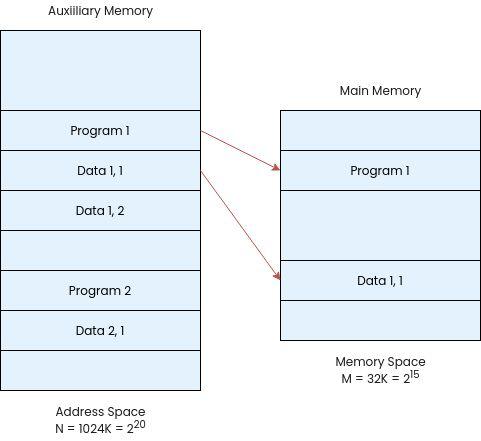 Auxiiliary Memory
Program 1
Data 1, 1
Data 1, 2
Program 2
Data 2, 1
Address Space
N = 1024K = 2^20
Main Memory
Program 1
Data 1, 1
Memory Space
M = 32K = 2^15